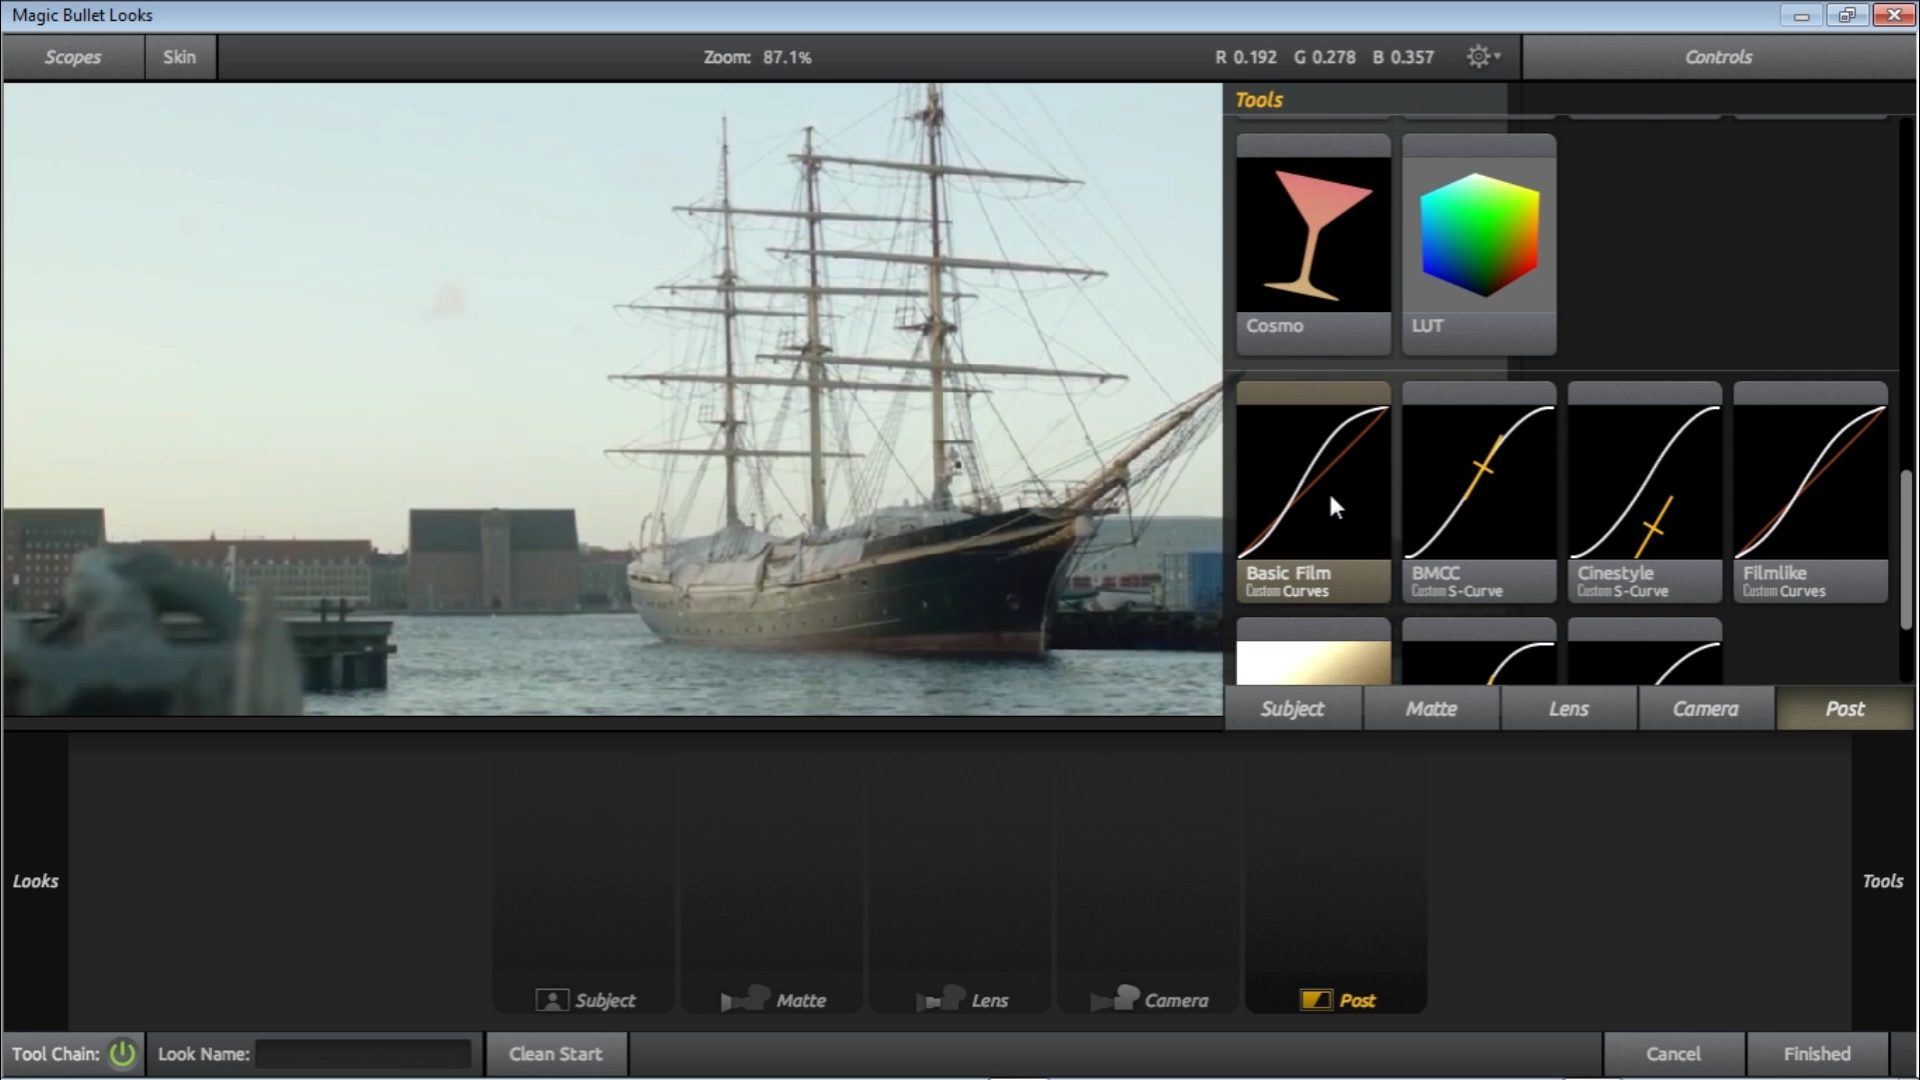 Magic Bullet Looks
Scopes
Skin
Zoom: 87.1%
R 0.192 G 0.278 B 0.357
Controls
Tools
Cosmo
LUT
Basic Film
Custom Curves
BMCC
Custom S-Curve
Cinestyle
Custom S-Curve
Filmlike
Custom Curves
Subject
Matte
Lens
Camera
Post
Looks
Tools
Subject
Matte
Lens
Camera
Post
Tool Chain:
Look Name:
Clean Start
Cancel
Finished